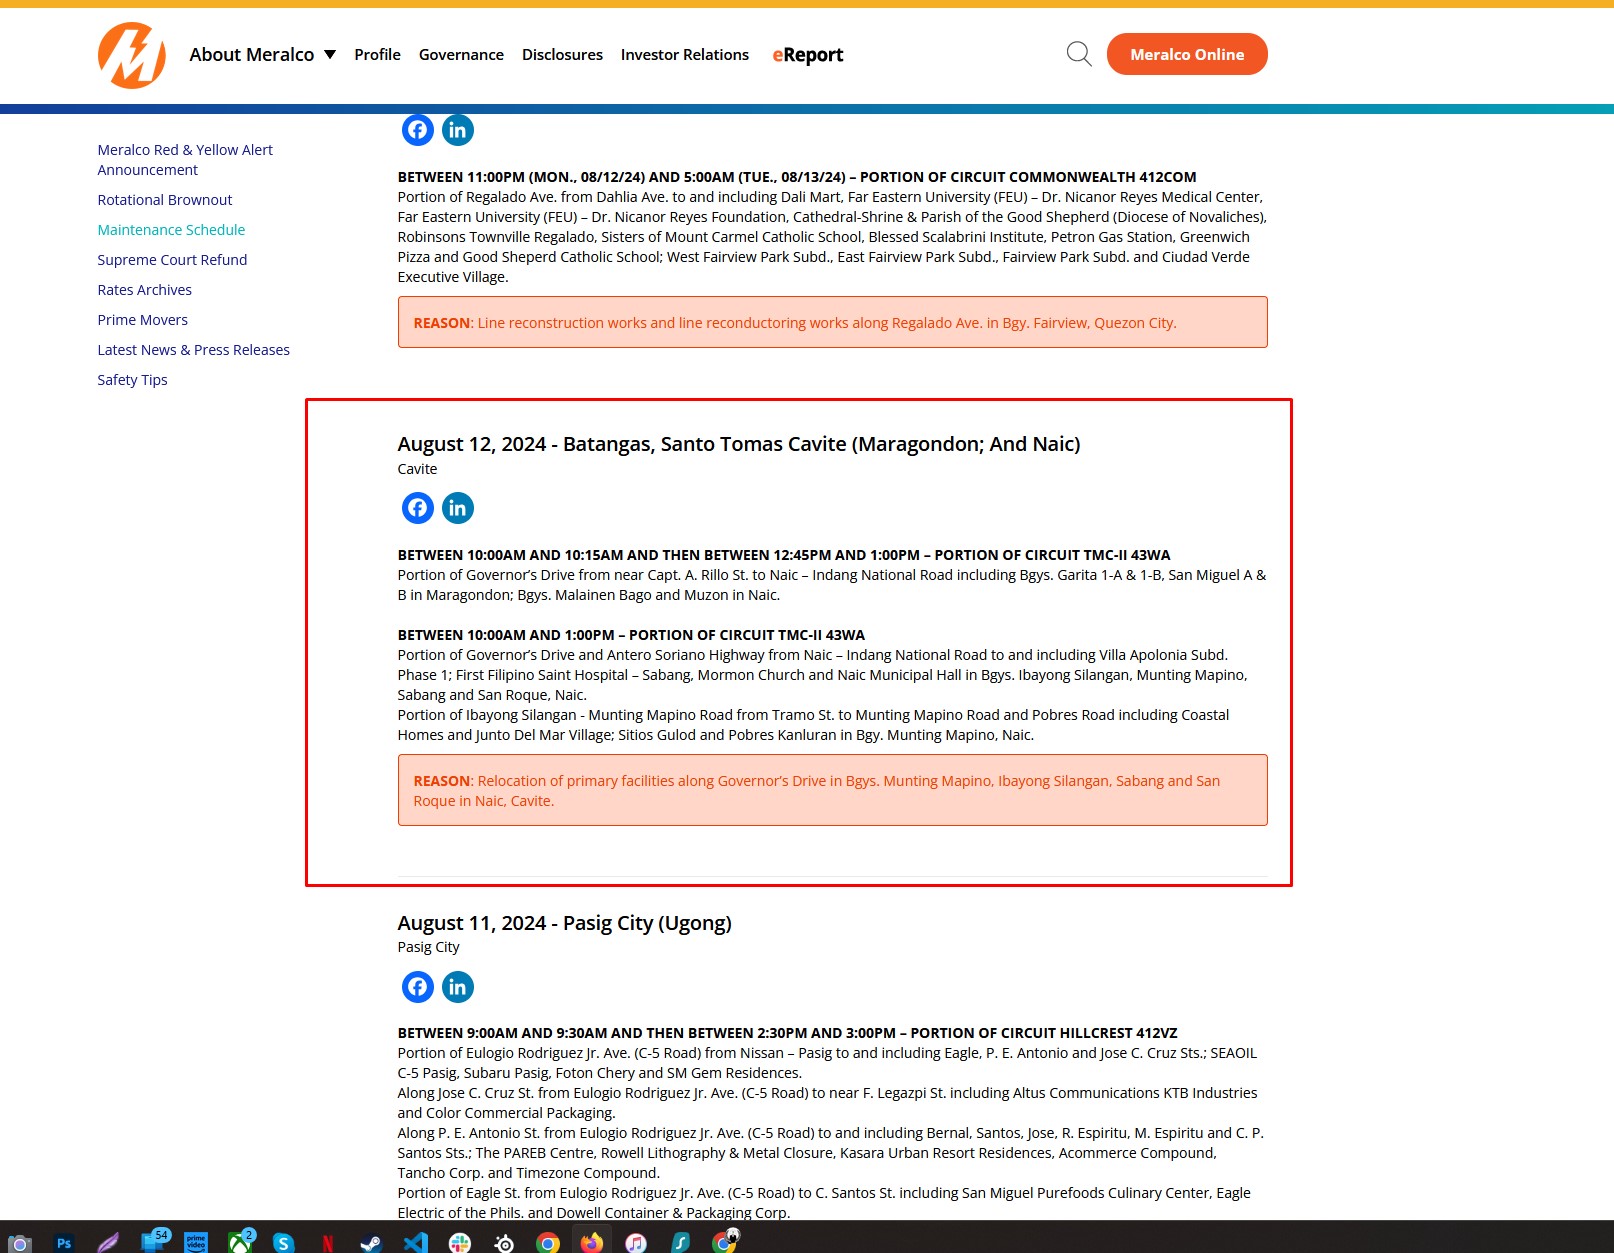 About Meralco ▼ Profile Governance Disclosures Investor Relations eReport Meralco Online
Meralco Red & Yellow Alert
Announcement
Rotational Brownout
Maintenance Schedule
Supreme Court Refund
Rates Archives
Prime Movers
Latest News & Press Releases
Safety Tips
BETWEEN 11:00PM (MON., 08/12/24) AND 5:00AM (TUE., 08/13/24) – PORTION OF CIRCUIT COMMONWEALTH 412COM
Portion of Regalado Ave. from Dahlia Ave. to and including Dali Mart, Far Eastern University (FEU) – Dr. Nicanor Reyes Medical Center,
Far Eastern University (FEU) – Dr. Nicanor Reyes Foundation, Cathedral-Shrine & Parish of the Good Shepherd (Diocese of Novaliches),
Robinsons Townville Regalado, Sisters of Mount Carmel Catholic School, Blessed Scalabrini Institute, Petron Gas Station, Greenwich
Pizza and Good Sheperd Catholic School; West Fairview Park Subd., East Fairview Park Subd., Fairview Park Subd. and Ciudad Verde
Executive Village.
REASON: Line reconstruction works and line reconductoring works along Regalado Ave. in Bgy. Fairview, Quezon City.
August 12, 2024 - Batangas, Santo Tomas Cavite (Maragondon; And Naic)
Cavite
BETWEEN 10:00AM AND 10:15AM AND THEN BETWEEN 12:45PM AND 1:00PM – PORTION OF CIRCUIT TMC-II 43WA
Portion of Governor's Drive from near Capt. A. Rillo St. to Naic – Indang National Road including Bgys. Garita 1-A & 1-B, San Miguel A &
B in Maragondon; Bgys. Malainen Bago and Muzon in Naic.
BETWEEN 10:00AM AND 1:00PM – PORTION OF CIRCUIT TMC-II 43WA
Portion of Governor's Drive and Antero Soriano Highway from Naic – Indang National Road to and including Villa Apolonia Subd.
Phase 1; First Filipino Saint Hospital – Sabang, Mormon Church and Naic Municipal Hall in Bgys. Ibayong Silangan, Munting Mapino,
Sabang and San Roque, Naic.
Portion of Ibayong Silangan - Munting Mapino Road from Tramo St. to Munting Mapino Road and Pobres Road including Coastal
Homes and Junto Del Mar Village; Sitios Gulod and Pobres Kanluran in Bgy. Munting Mapino, Naic.
REASON: Relocation of primary facilities along Governor's Drive in Bgys. Munting Mapino, Ibayong Silangan, Sabang and San
Roque in Naic, Cavite.
August 11, 2024 - Pasig City (Ugong)
Pasig City
BETWEEN 9:00AM AND 9:30AM AND THEN BETWEEN 2:30PM AND 3:00PM – PORTION OF CIRCUIT HILLCREST 412VZ
Portion of Eulogio Rodriguez Jr. Ave. (C-5 Road) from Nissan – Pasig to and including Eagle, P. E. Antonio and Jose C. Cruz Sts.; SEAOIL
C-5 Pasig, Subaru Pasig, Foton Chery and SM Gem Residences.
Along Jose C. Cruz St. from Eulogio Rodriguez Jr. Ave. (C-5 Road) to near F. Legazpi St. including Altus Communications KTB Industries
and Color Commercial Packaging.
Along P. E. Antonio St. from Eulogio Rodriguez Jr. Ave. (C-5 Road) to and including Bernal, Santos, Jose, R. Espiritu, M. Espiritu and C. P.
Santos Sts.; The PAREB Centre, Rowell Lithography & Metal Closure, Kasara Urban Resort Residences, Acommerce Compound,
Tancho Corp. and Timezone Compound.
Portion of Eagle St. from Eulogio Rodriguez Jr. Ave. (C-5 Road) to C. Santos St. including San Miguel Purefoods Culinary Center, Eagle
Electric of the Phils. and Dowell Container & Packaging Corp.
Ps 54 prime video 2